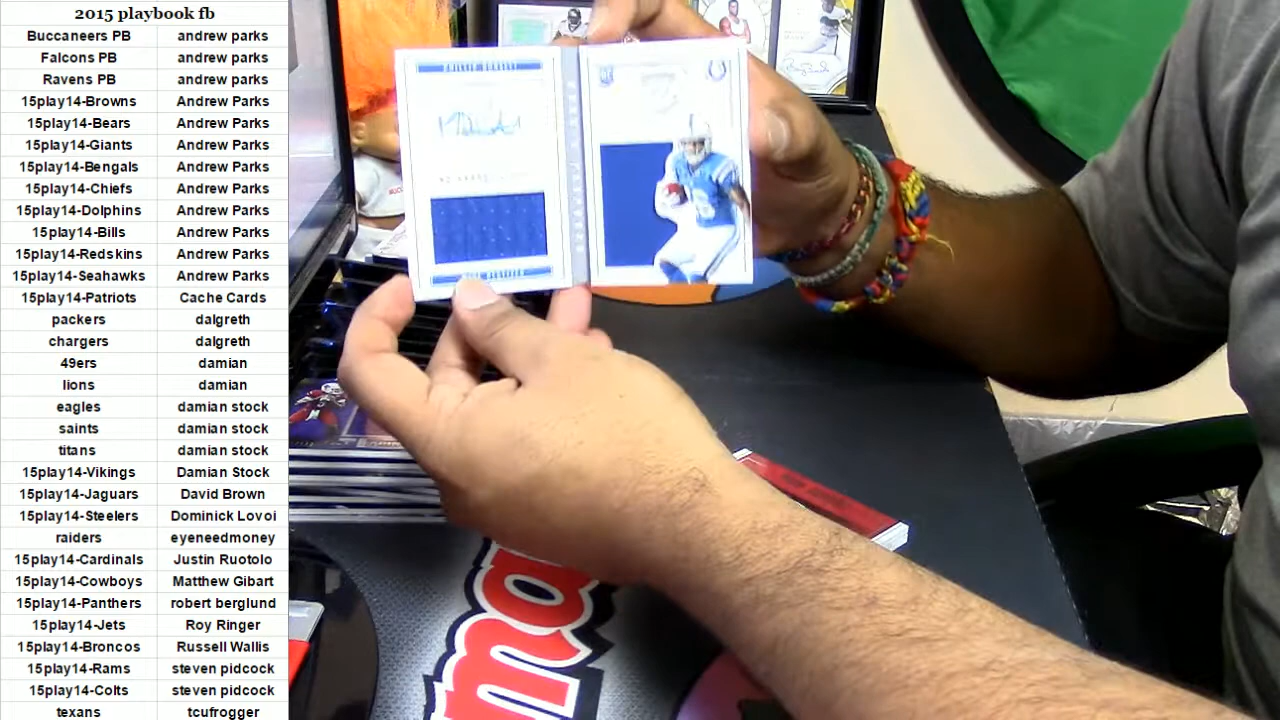 2015 playbook fb
Buccaneers PB andrew parks
Falcons PB andrew parks
Ravens PB andrew parks
15play14-Browns Andrew Parks
15play14-Bears Andrew Parks
15play14-Giants Andrew Parks
15play14-Bengals Andrew Parks
15play14-Chiefs Andrew Parks
15play14-Dolphins Andrew Parks
15play14-Bills Andrew Parks
15play14-Redskins Andrew Parks
15play14-Seahawks Andrew Parks
15play14-Patriots Cache Cards
packers dalgreth
chargers dalgreth
49ers damian
lions damian
eagles damian stock
saints damian stock
titans damian stock
15play14-Vikings Damian Stock
15play14-Jaguars David Brown
15play14-Steelers Dominick Lovoi
raiders eyeneedmoney
15play14-Cardinals Justin Ruotolo
15play14-Cowboys Matthew Gibart
15play14-Panthers robert berglund
15play14-Jets Roy Ringer
15play14-Broncos Russell Wallis
15play14-Rams steven pidcock
15play14-Colts steven pidcock
texans tcufrogger
PHILLIP DORSETT
ma